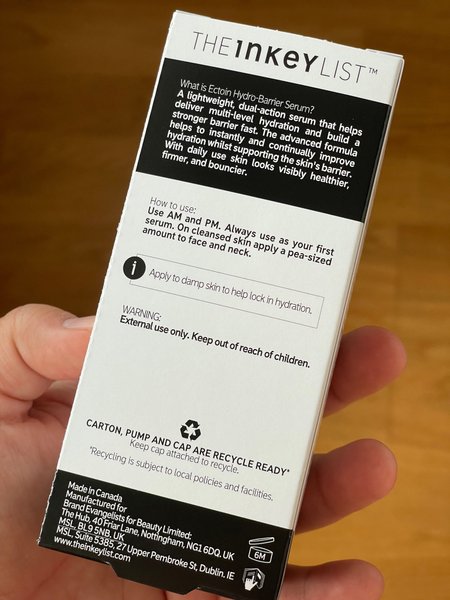 THE INKEY LIST™
What is Ectoin Hydro-Barrier Serum?
A lightweight, dual-action serum that helps
deliver multi-level hydration and build a
stronger barrier fast. The advanced formula
helps to instantly and continually improve
hydration whilst supporting the skin's barrier.
With daily use skin looks visibly healthier,
firmer, and bouncier.
How to use:
Use AM and PM. Always use as your first
serum. On cleansed skin apply a pea-sized
amount to face and neck.
i
Apply to damp skin to help lock in hydration.
WARNING:
External use only. Keep out of reach of children.
CARTON, PUMP AND CAP ARE RECYCLE READY*
Keep cap attached to recycle.
*Recycling is subject to local policies and facilities.
Made in Canada
Manufactured for
Brand Evangelists for Beauty Limited:
The Hub, 40 Friar Lane, Nottingham, NG1 6DQ. UK
MSL, BL9 5NB, UK
MSL, Suite 5385, 27 Upper Pembroke St, Dublin. IE
www.theinkeylist.com
6M